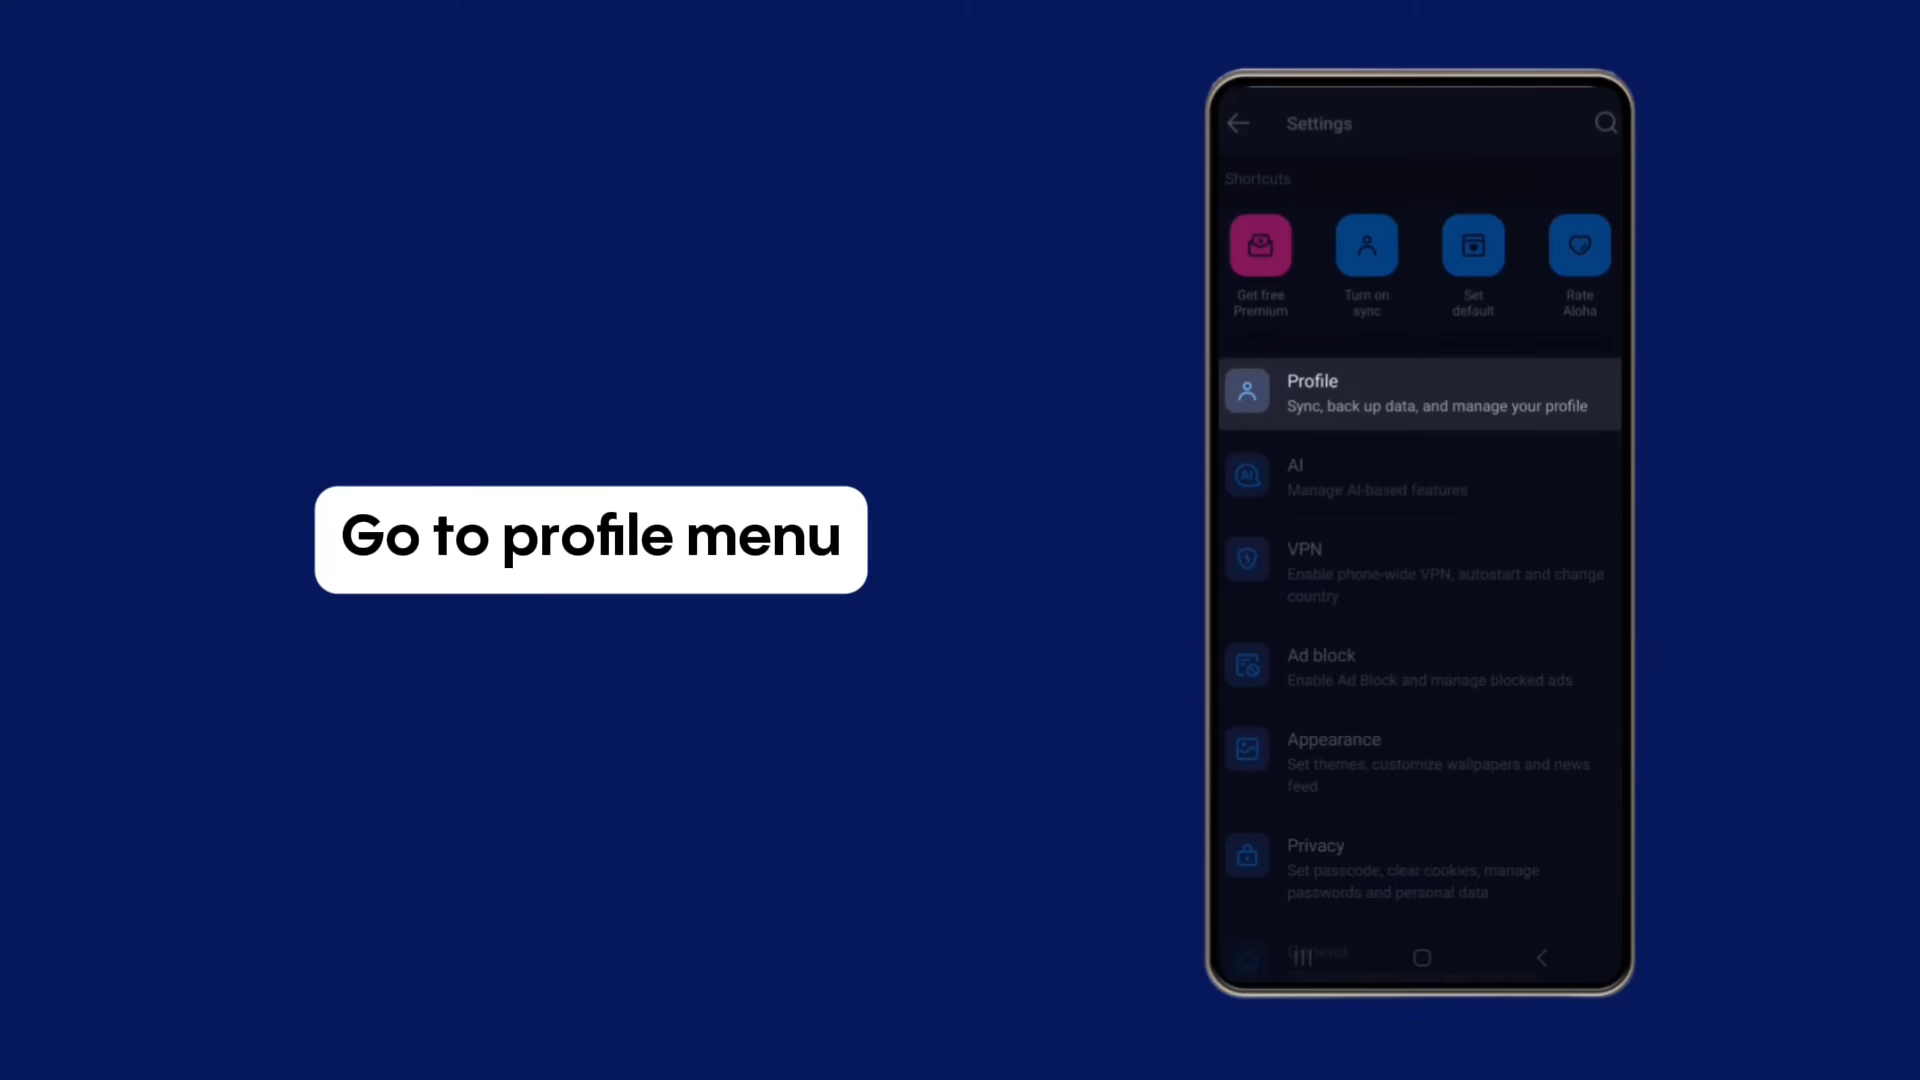 Go to profile menu
Settings
Shortcuts
Get free
Premium
Turn on
sync
Set
default
Rate
Aloha
Profile
Sync, back up data, and manage your profile
AI
Manage AI-based features
VPN
Enable phone-wide VPN, autostart and change
country
Ad block
Enable Ad Block and manage blocked ads
Appearance
Set themes, customize wallpapers and news
feed
Privacy
Set passcode, clear cookies, manage
passwords and personal data
General